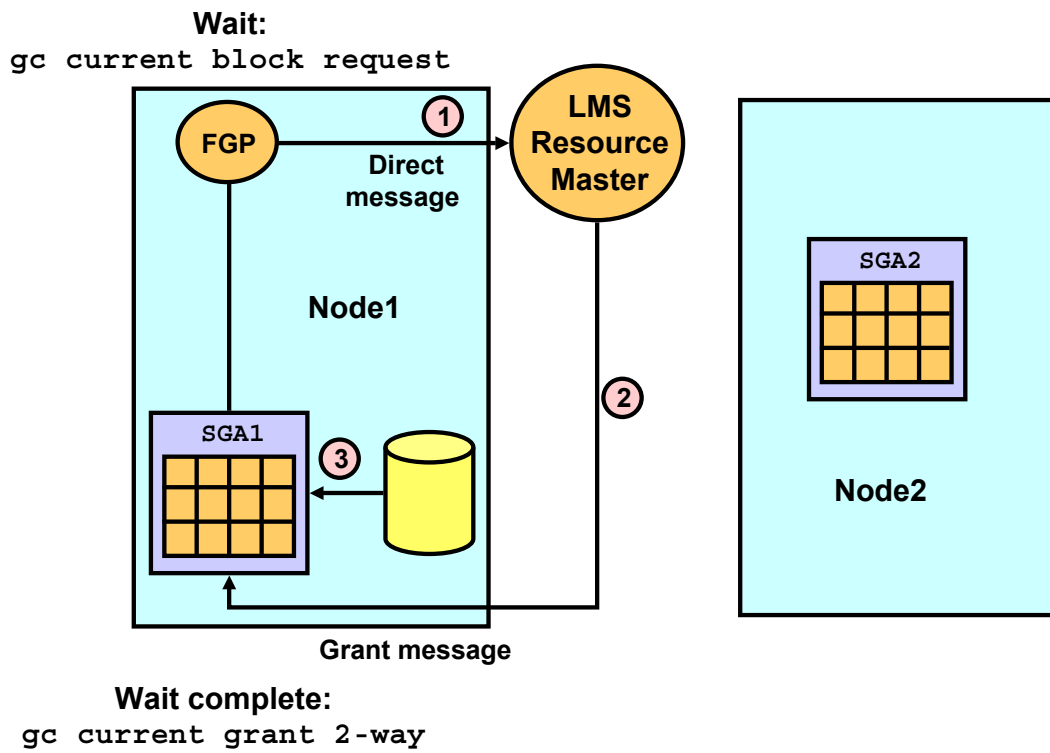 Wait:
gc current block request
1
LMS
Resource
Master
FGP
Direct
message
SGA2
Node1
2
SGA1
3
Node2
Grant message
Wait complete:
gc current grant 2-way